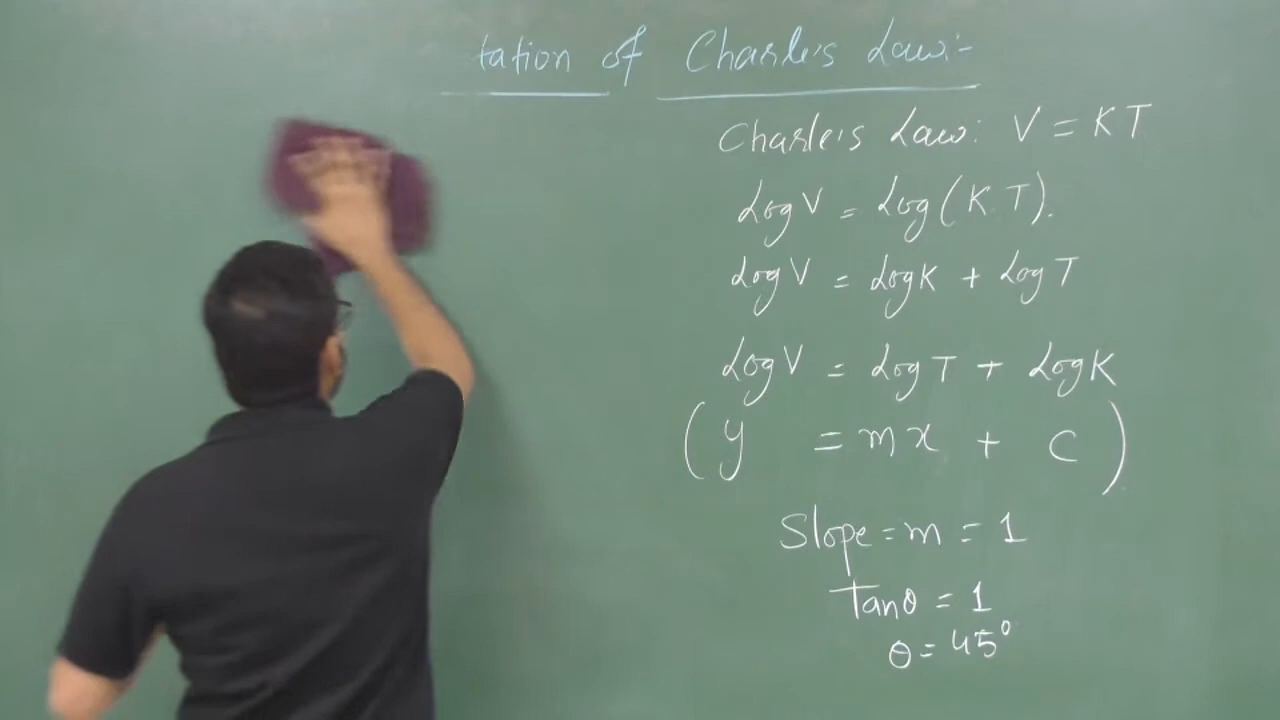 tation of Charle's Law:-
Charle's Law: V = KT
Log V = Log (K.T).
Log V = Log K + Log T
Log V = Log T + Log K
( y = mx + c )
Slope = m = 1
Tanθ = 1
θ = 45°